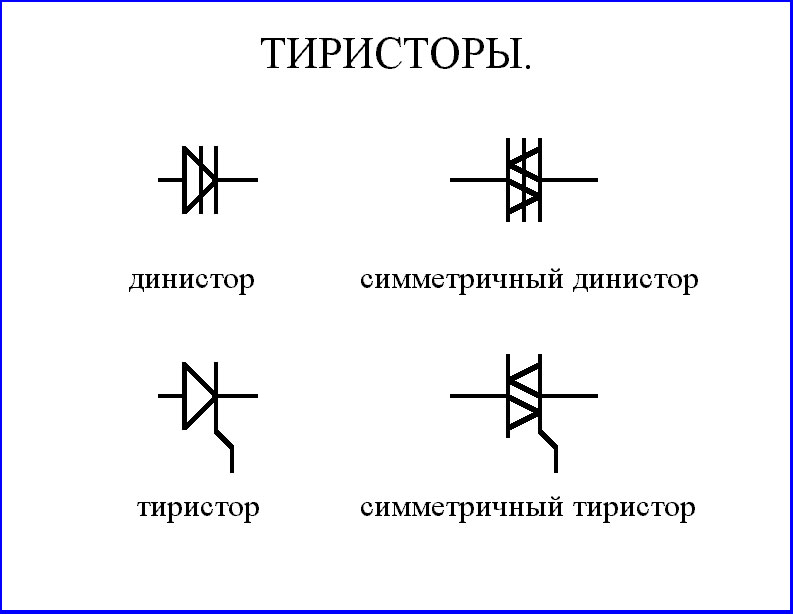 ТИРИСТОРЫ.
динистор
симметричный динистор
тиристор
симметричный тиристор